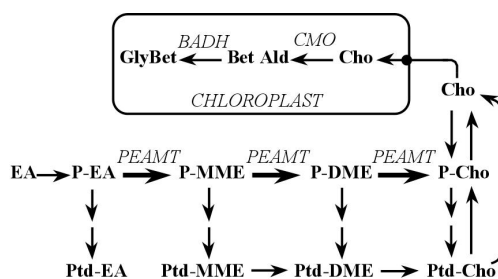 BADH CMO
GlyBet Bet Ald Cho
CHLOROPLAST
Cho
PEAMT PEAMT PEAMT
EA P-EA P-MME P-DME P-Cho
Ptd-EA Ptd-MME Ptd-DME Ptd-Cho